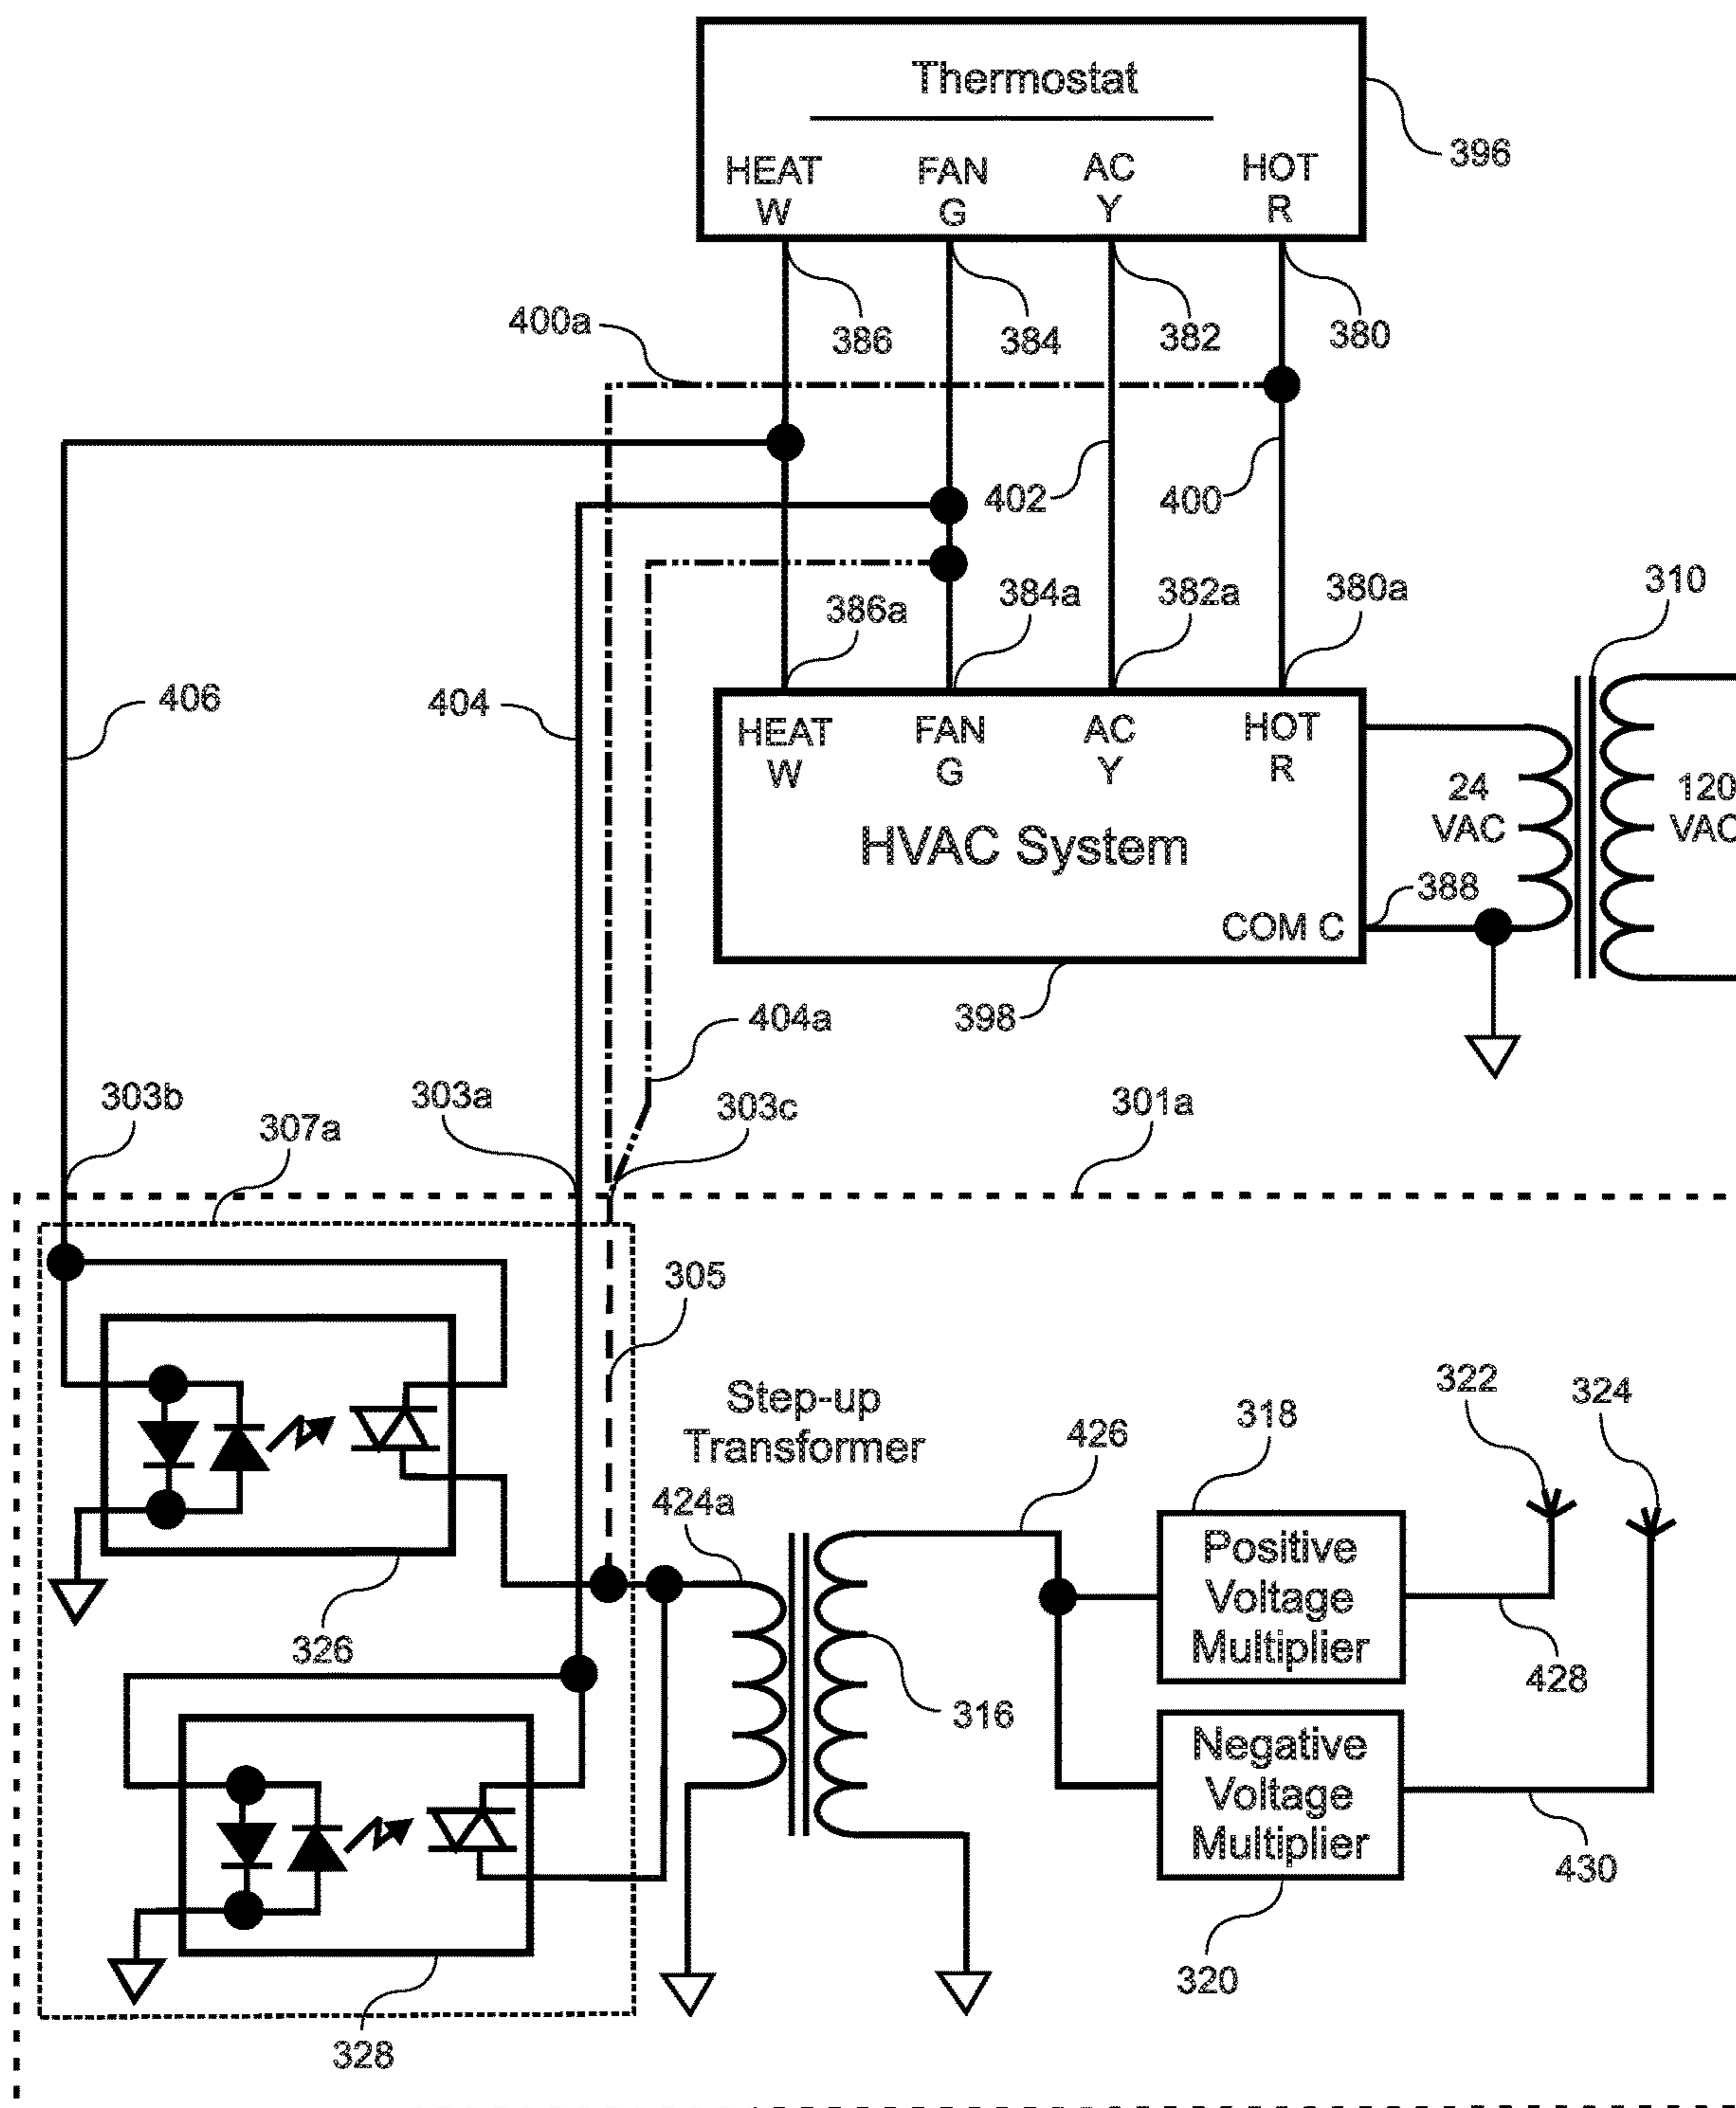 Thermostat
HEAT FAN AC HOT
W G Y R
396
400a 386 384 382 380
402 400
386a 384a 382a 380a 310
406 404
HEAT FAN AC HOT
W G Y R
24 VAC
120 VAC
HVAC System
388
COM C
398
404a
303b 307a 303a 303c 301a
305
326
Step-up
Transformer
424a
426 318 322 324
Positive
Voltage
Multiplier
428
316
Negative
Voltage
Multiplier
430
320
328